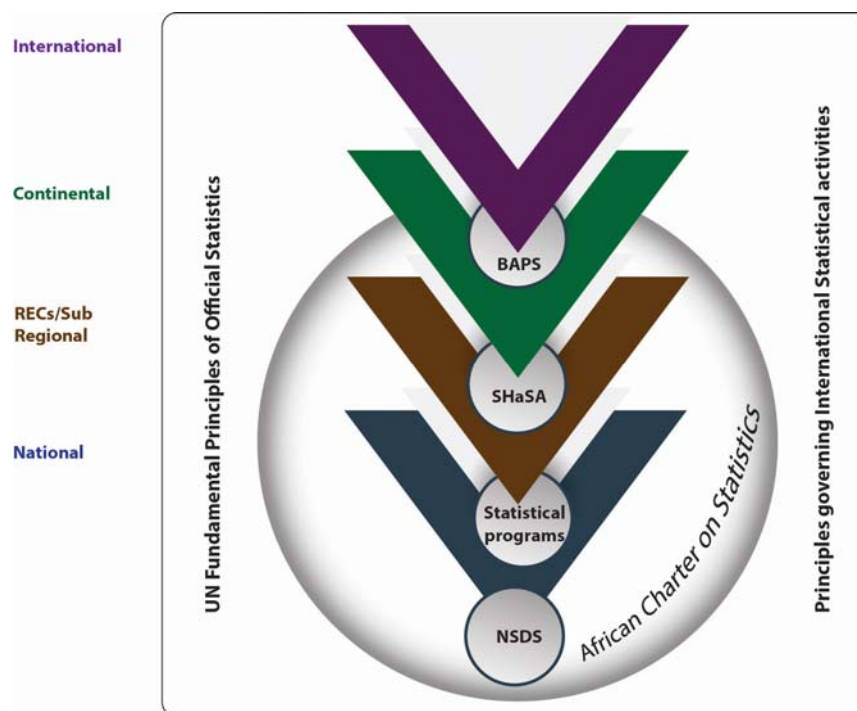 International
Continental
RECs/Sub
Regional
National
UN Fundamental Principles of Official Statistics
BAPS
SHaSA
Statistical
programs
NSDS
African Charter on Statistics
Principles governing International Statistical activities